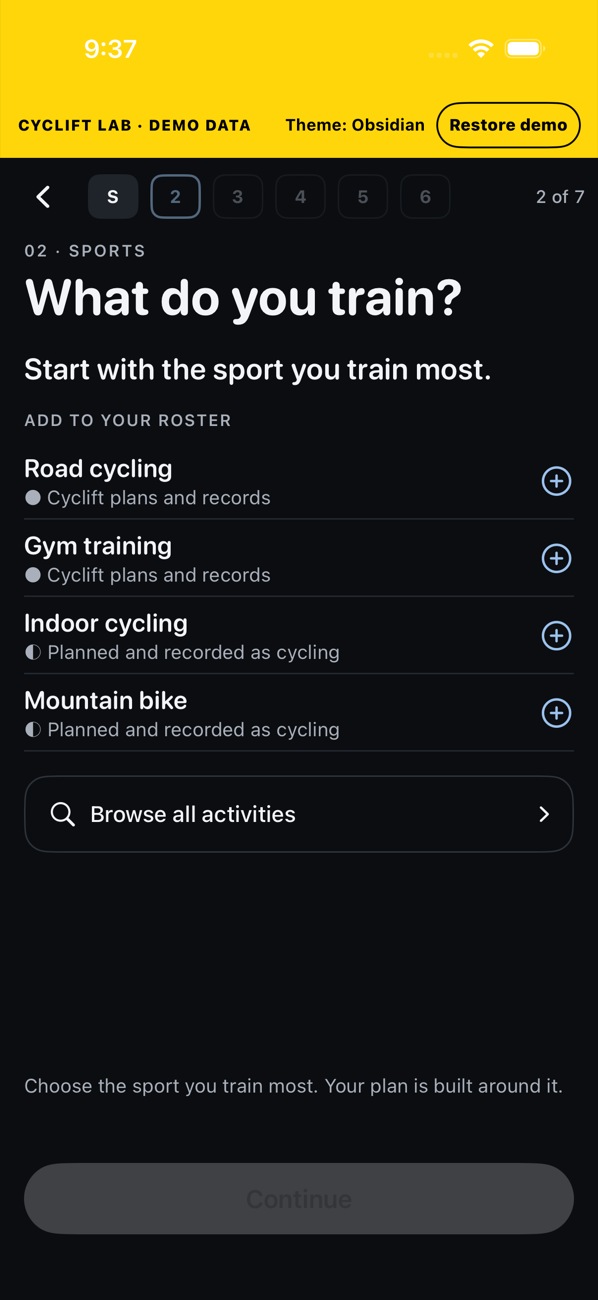 9:37
CYCLIFT LAB · DEMO DATA
Theme: Obsidian
Restore demo
S
2
3
4
5
6
2 of 7
02 · SPORTS
What do you train?
Start with the sport you train most.
ADD TO YOUR ROSTER
Road cycling
Cyclift plans and records
Gym training
Cyclift plans and records
Indoor cycling
Planned and recorded as cycling
Mountain bike
Planned and recorded as cycling
Browse all activities
Choose the sport you train most. Your plan is built around it.
Continue